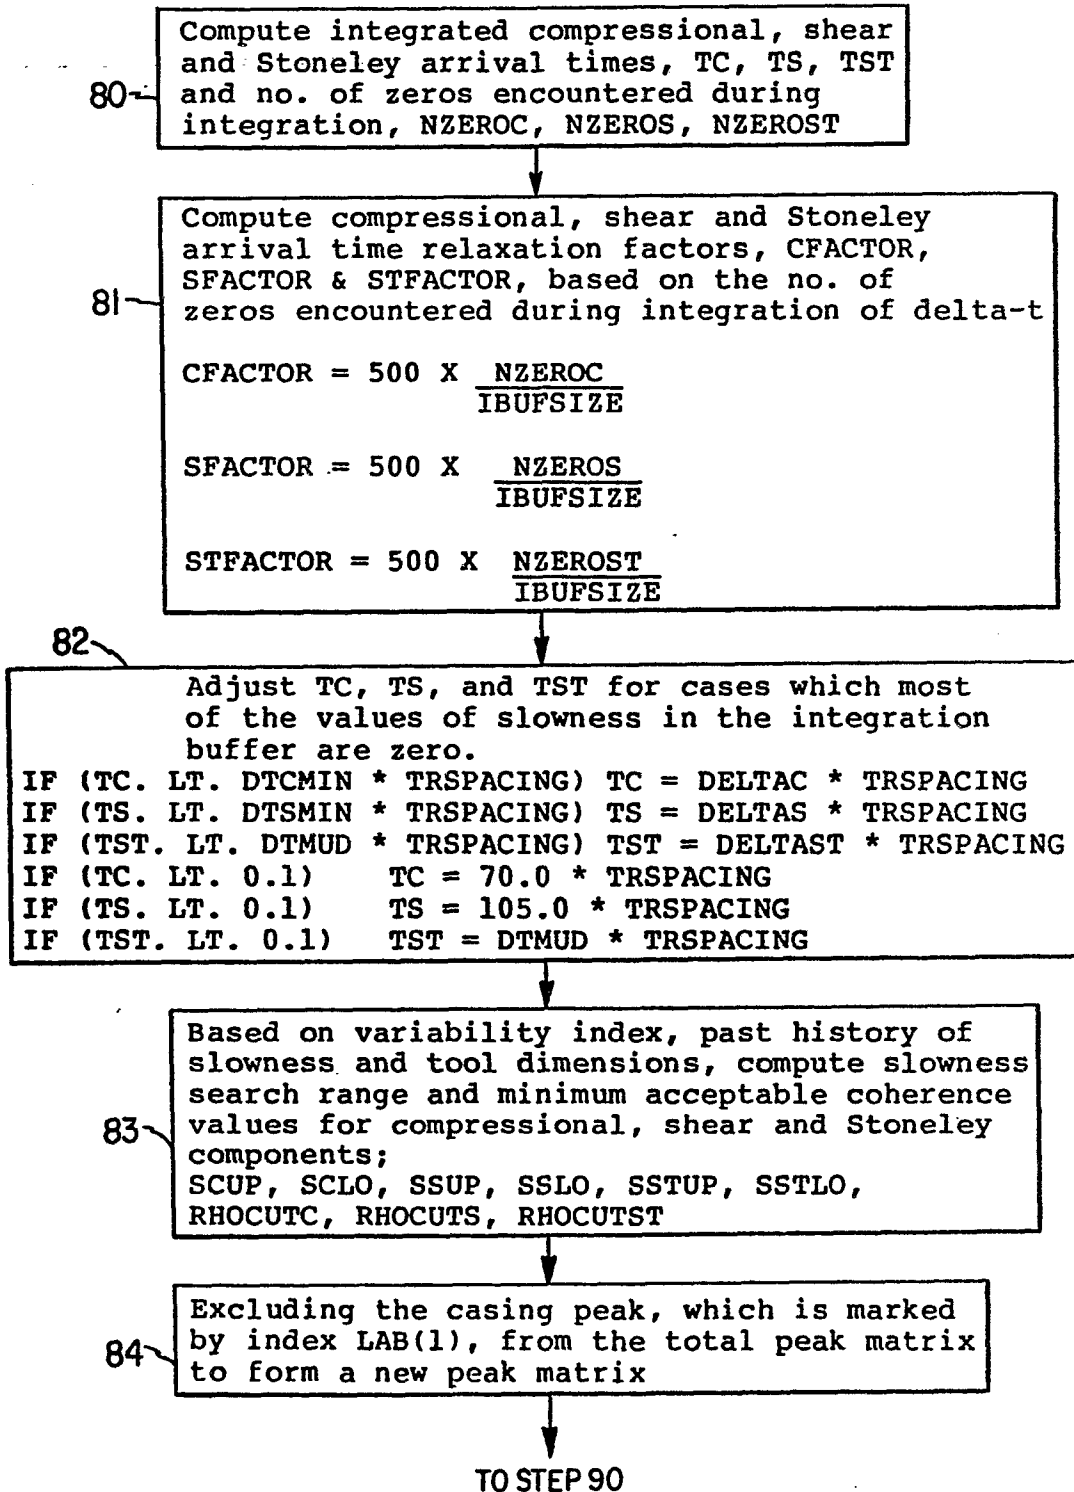 Compute integrated compressional, shear
and Stoneley arrival times, TC, TS, TST
80 and no. of zeros encountered during
integration, NZEROC, NZEROS, NZEROST
Compute compressional, shear and Stoneley
arrival time relaxation factors, CFACTOR,
SFACTOR & STFACTOR, based on the no. of
81 zeros encountered during integration of delta-t
CFACTOR = 500 X NZEROC
IBUFSIZE
SFACTOR = 500 X NZEROS
IBUFSIZE
STFACTOR = 500 X NZEROST
IBUFSIZE
82
Adjust TC, TS, and TST for cases which most
of the values of slowness in the integration
buffer are zero.
IF (TC. LT. DTCMIN * TRSPACING) TC = DELTAC * TRSPACING
IF (TS. LT. DTSMIN * TRSPACING) TS = DELTAS * TRSPACING
IF (TST. LT. DTMUD * TRSPACING) TST = DELTAST * TRSPACING
IF (TC. LT. 0.1) TC = 70.0 * TRSPACING
IF (TS. LT. 0.1) TS = 105.0 * TRSPACING
IF (TST. LT. 0.1) TST = DTMUD * TRSPACING
Based on variability index, past history of
slowness and tool dimensions, compute slowness
search range and minimum acceptable coherence
83 values for compressional, shear and Stoneley
components;
SCUP, SCLO, SSUP, SSLO, SSTUP, SSTLO,
RHOCUTC, RHOCUTS, RHOCUTST
Excluding the casing peak, which is marked
84 by index LAB(1), from the total peak matrix
to form a new peak matrix
TO STEP 90